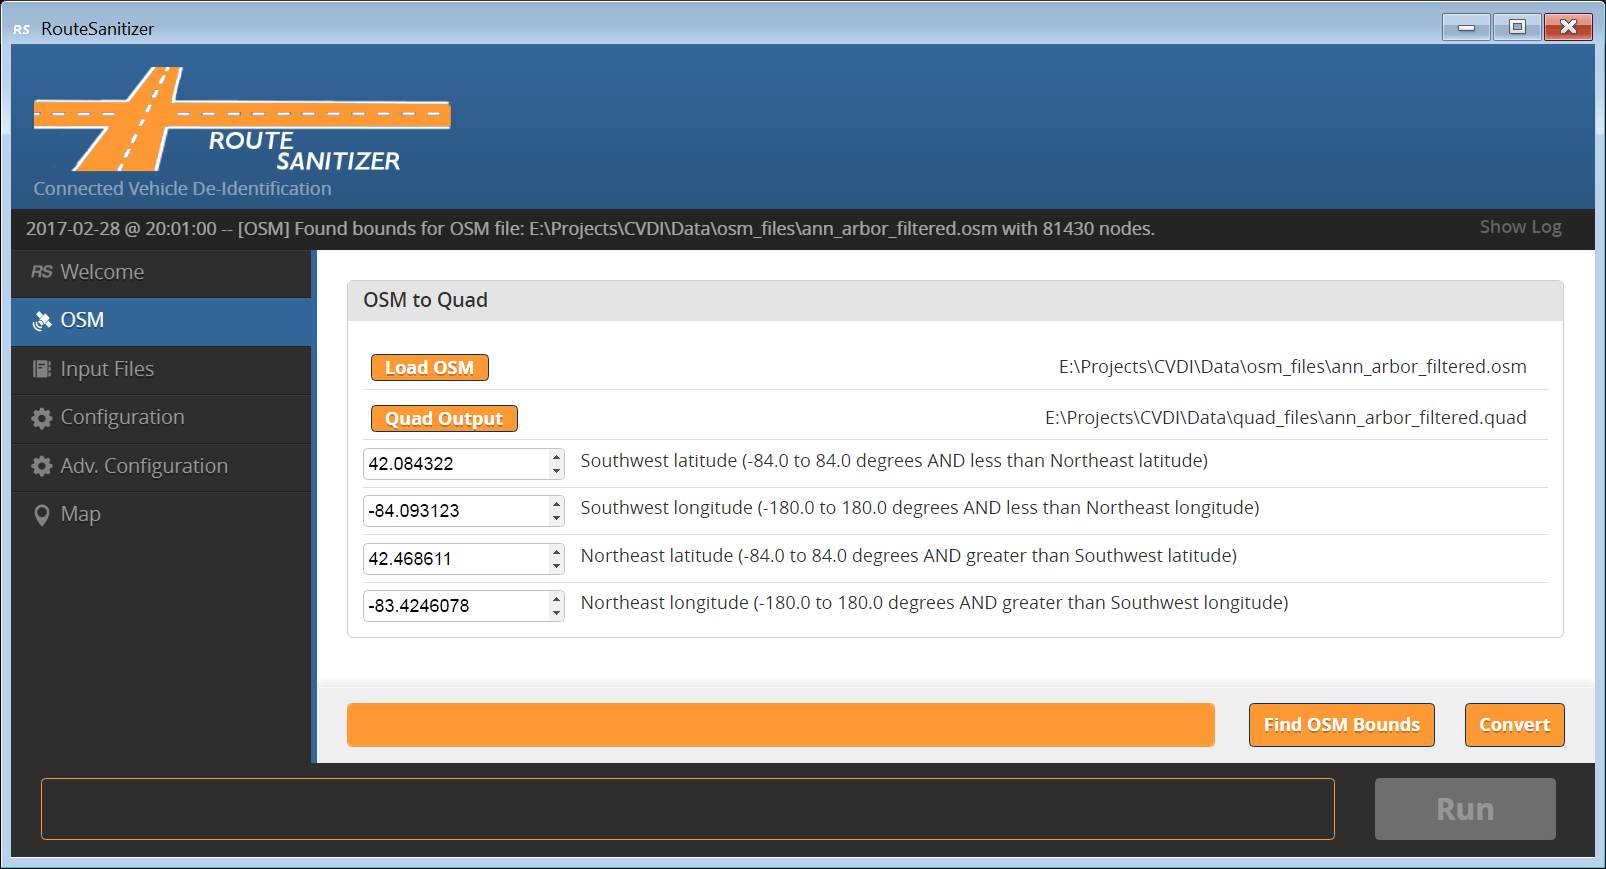 RS RouteSanitizer
ROUTE
SANITIZER
Connected Vehicle De-Identification
2017-02-28 @ 20:01:00 -- [OSM] Found bounds for OSM file: E:\Projects\CVDI\Data\osm_files\ann_arbor_filtered.osm with 81430 nodes. Show Log
RS Welcome
OSM
Input Files
Configuration
Adv. Configuration
Map
OSM to Quad
Load OSM E:\Projects\CVDI\Data\osm_files\ann_arbor_filtered.osm
Quad Output E:\Projects\CVDI\Data\quad_files\ann_arbor_filtered.quad
42.084322 Southwest latitude (-84.0 to 84.0 degrees AND less than Northeast latitude)
-84.093123 Southwest longitude (-180.0 to 180.0 degrees AND less than Northeast longitude)
42.468611 Northeast latitude (-84.0 to 84.0 degrees AND greater than Southwest latitude)
-83.4246078 Northeast longitude (-180.0 to 180.0 degrees AND greater than Southwest longitude)
Find OSM Bounds Convert
Run